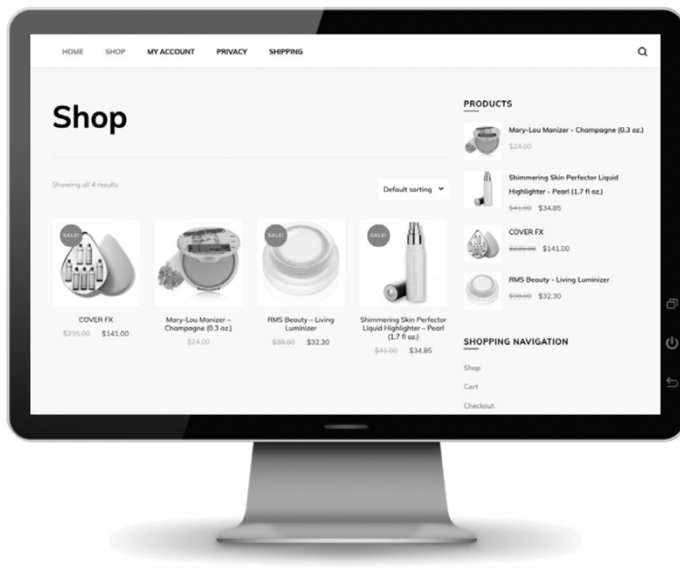 HOME SHOP MY ACCOUNT PRIVACY SHIPPING
Shop
Showing all 4 results
Default sorting
SALE!
COVER FX
$235.00 $141.00
Mary-Lou Manizer –
Champagne (0.3 oz.)
$24.00
SALE!
RMS Beauty – Living
Luminizer
$38.00 $32.30
SALE!
Shimmering Skin Perfector
Liquid Highlighter – Pearl
(1.7 fl oz.)
$41.00 $34.85
PRODUCTS
Mary-Lou Manizer - Champagne (0.3 oz.)
$24.00
Shimmering Skin Perfector Liquid
Highlighter - Pearl (1.7 fl oz.)
$41.00 $34.85
COVER FX
$235.00 $141.00
RMS Beauty - Living Luminizer
$38.00 $32.30
SHOPPING NAVIGATION
Shop
Cart
Checkout